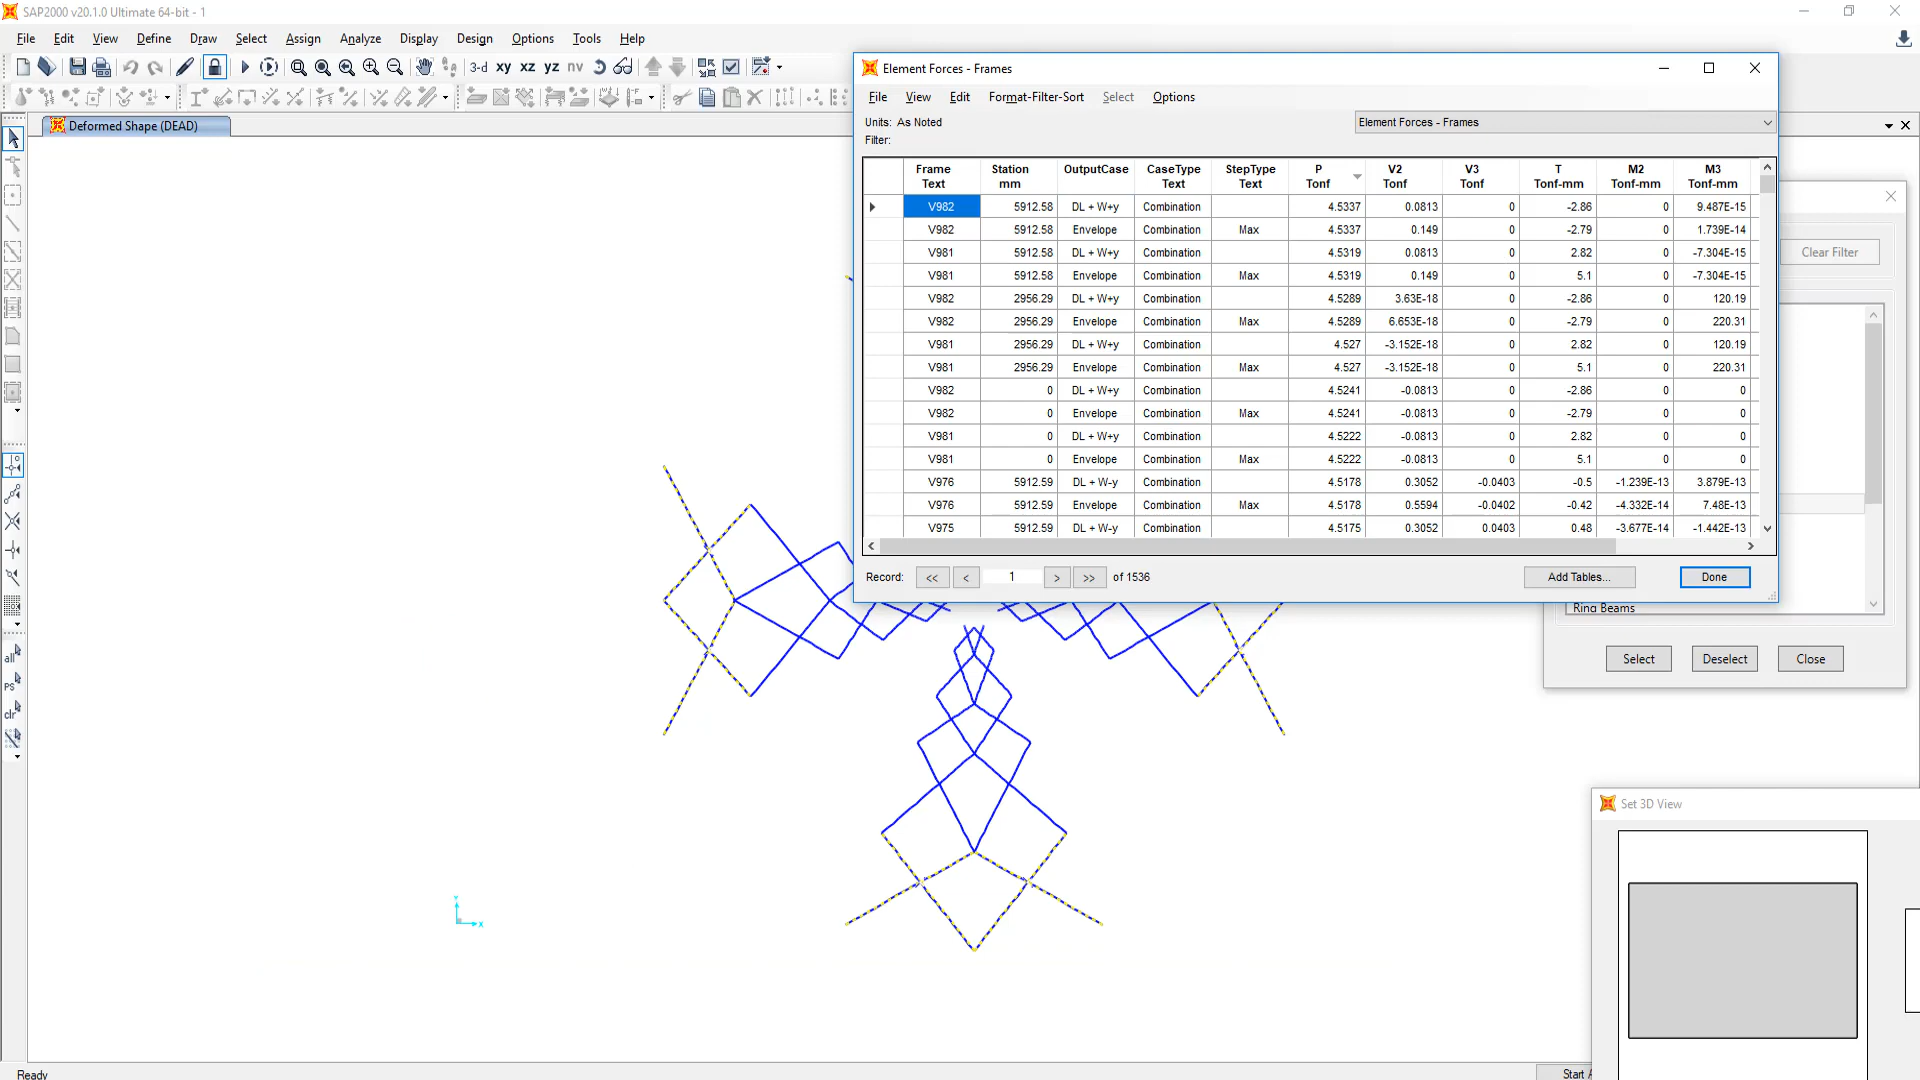 SAP2000 v20.1.0 Ultimate 64-bit - 1
File Edit View Define Draw Select Assign Analyze Display Design Options Tools Help
3-d xy xz yz nv
Deformed Shape (DEAD)
all
PS
clr
Element Forces - Frames
File View Edit Format-Filter-Sort Select Options
Units: As Noted
Element Forces - Frames
Filter:
Frame Station OutputCase CaseType StepType P V2 V3 T M2 M3
Text mm Text Text Tonf Tonf Tonf Tonf-mm Tonf-mm Tonf-mm
V982 5912.58 DL + W+y Combination 4.5337 0.0813 0 -2.86 0 9.487E-15
V982 5912.58 Envelope Combination Max 4.5337 0.149 0 -2.79 0 1.739E-14
V981 5912.58 DL + W+y Combination 4.5319 0.0813 0 2.82 0 -7.304E-15
V981 5912.58 Envelope Combination Max 4.5319 0.149 0 5.1 0 -7.304E-15
V982 2956.29 DL + W+y Combination 4.5289 3.63E-18 0 -2.86 0 120.19
V982 2956.29 Envelope Combination Max 4.5289 6.653E-18 0 -2.79 0 220.31
V981 2956.29 DL + W+y Combination 4.527 -3.152E-18 0 2.82 0 120.19
V981 2956.29 Envelope Combination Max 4.527 -3.152E-18 0 5.1 0 220.31
V982 0 DL + W+y Combination 4.5241 -0.0813 0 -2.86 0 0
V982 0 Envelope Combination Max 4.5241 -0.0813 0 -2.79 0 0
V981 0 DL + W+y Combination 4.5222 -0.0813 0 2.82 0 0
V981 0 Envelope Combination Max 4.5222 -0.0813 0 5.1 0 0
V976 5912.59 DL + W-y Combination 4.5178 0.3052 -0.0403 -0.5 -1.239E-13 3.879E-13
V976 5912.59 Envelope Combination Max 4.5178 0.5594 -0.0402 -0.42 -4.332E-14 7.48E-13
V975 5912.59 DL + W-y Combination 4.5175 0.3052 0.0403 0.48 -3.677E-14 -1.442E-13
Record: << < 1 > >> of 1536
Add Tables... Done
Clear Filter
Ring Beams
Select Deselect Close
Set 3D View
Y
X
Ready
Start A